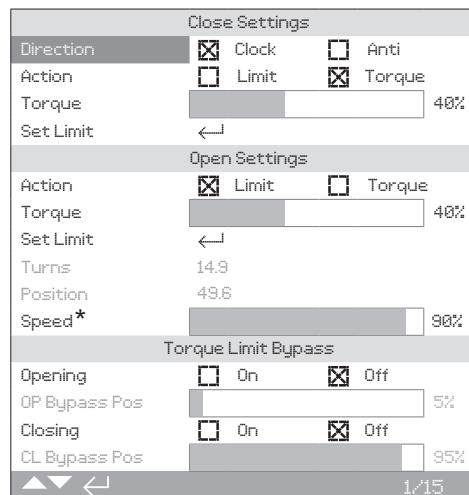 Close Settings
Direction Clock Anti
Action Limit Torque
Torque 40%
Set Limit
Open Settings
Action Limit Torque
Torque 40%
Set Limit
Turns 14.9
Position 49.6
Speed* 90%
Torque Limit Bypass
Opening On Off
OP Bypass Pos 5%
Closing On Off
CL Bypass Pos 95%
1/15